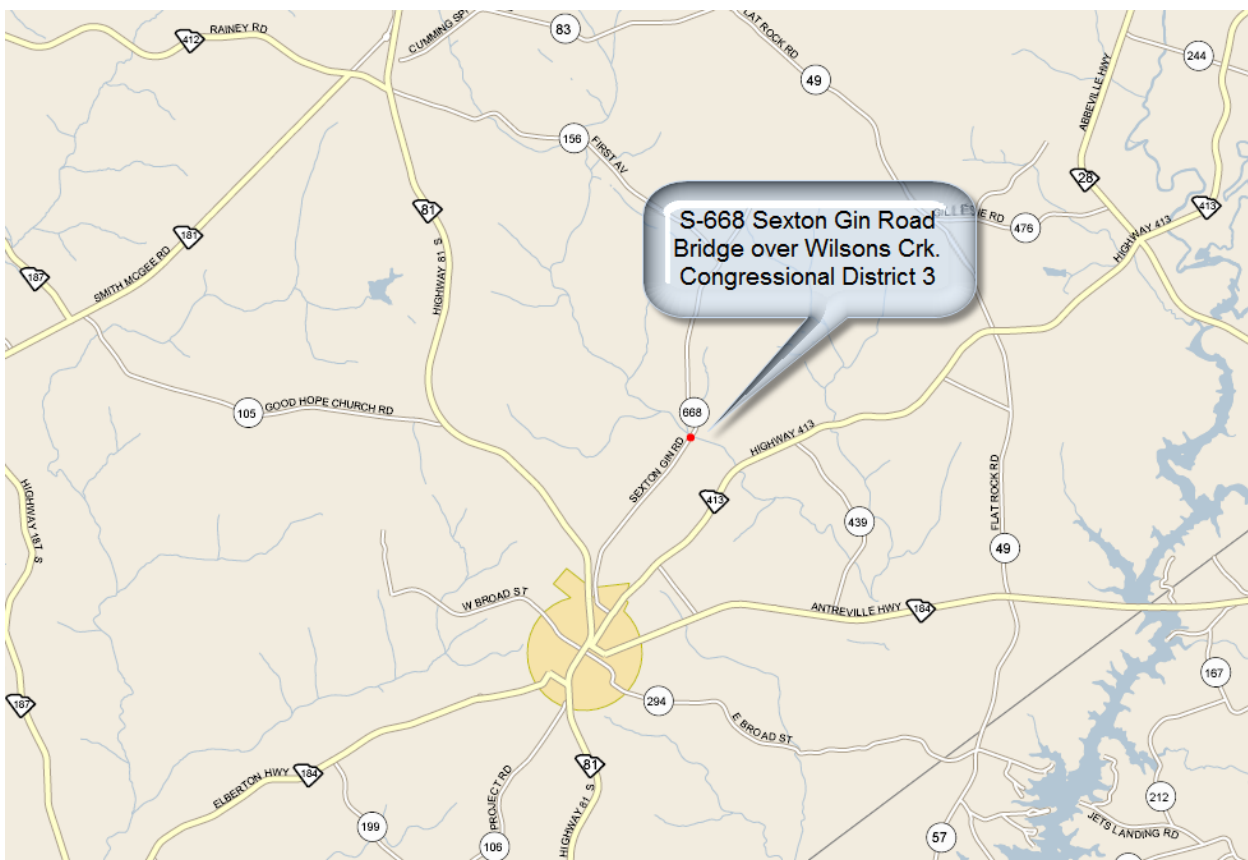 RAINEY RD
412
CUMMING SP
83
FLAT ROCK RD
49
ABBEVILLE HWY
244
156
FIRST AV
28
413
81
S-668 Sexton Gin Road
Bridge over Wilsons Crk.
Congressional District 3
RD
476
HIGHWAY 413
181
187
SMITH MCGEE RD
HIGHWAY 81 S
105
GOOD HOPE CHURCH RD
668
SEXTON GIN RD
HIGHWAY 413
413
439
FLAT ROCK RD
49
HIGHWAY 187 S
W BROAD ST
ANTREVILLE HWY
184
187
294
E BROAD ST
167
ELBERTON HWY
184
81
PROJECT RD
HIGHWAY 81 S
199
106
57
212
JETS LANDING RD